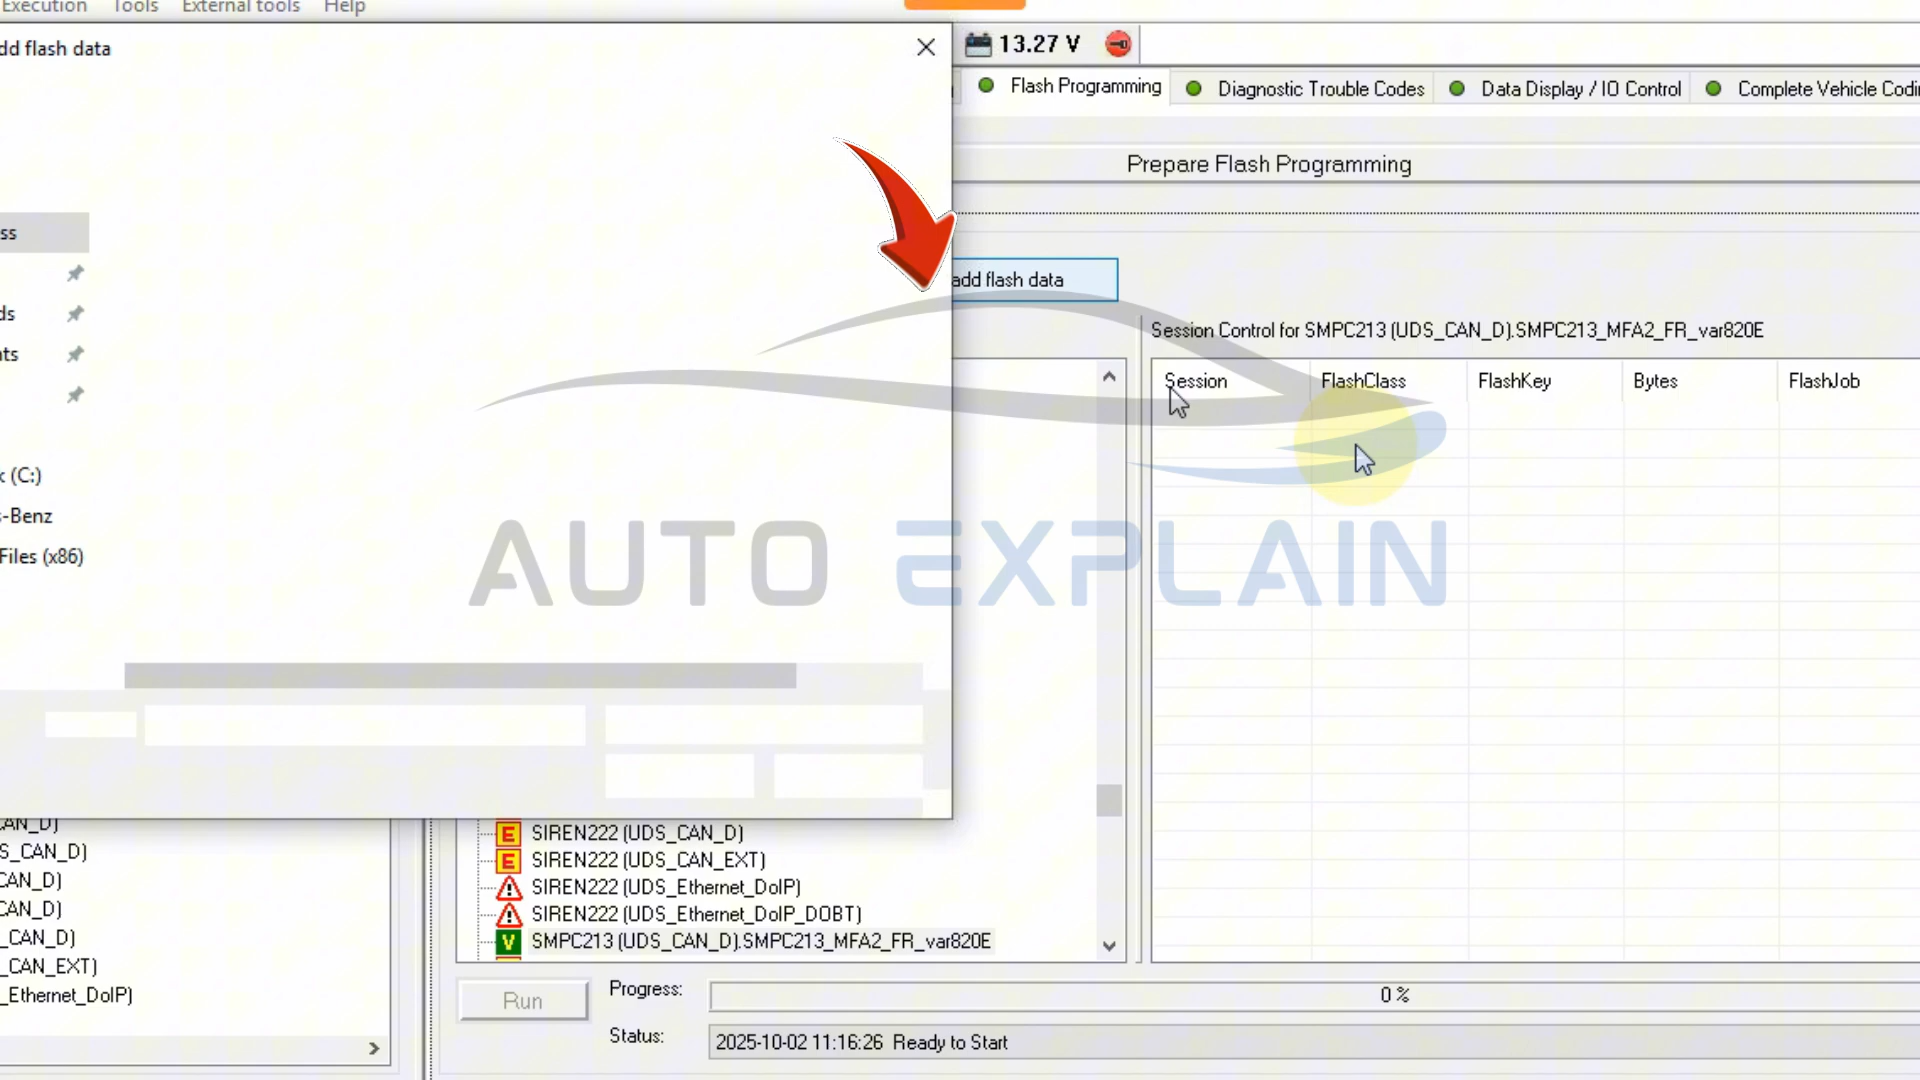 Execution Tools External tools Help
dd flash data
13.27 V
Flash Programming Diagnostic Trouble Codes Data Display / IO Control Complete Vehicle Codin
Prepare Flash Programming
ss
ds
nts
k (C:)
s-Benz
Files (x86)
add flash data
Session Control for SMPC213 (UDS_CAN_D).SMPC213_MFA2_FR_var820E
Session FlashClass FlashKey Bytes FlashJob
AUTO EXPLAIN
CAN_D)
S_CAN_D)
CAN_D)
CAN_D)
_CAN_D)
_CAN_EXT)
_Ethernet_DoIP)
E SIREN222 (UDS_CAN_D)
E SIREN222 (UDS_CAN_EXT)
SIREN222 (UDS_Ethernet_DoIP)
SIREN222 (UDS_Ethernet_DoIP_DOBT)
V SMPC213 (UDS_CAN_D).SMPC213_MFA2_FR_var820E
Run
Progress: 0 %
Status: 2025-10-02 11:16:26 Ready to Start